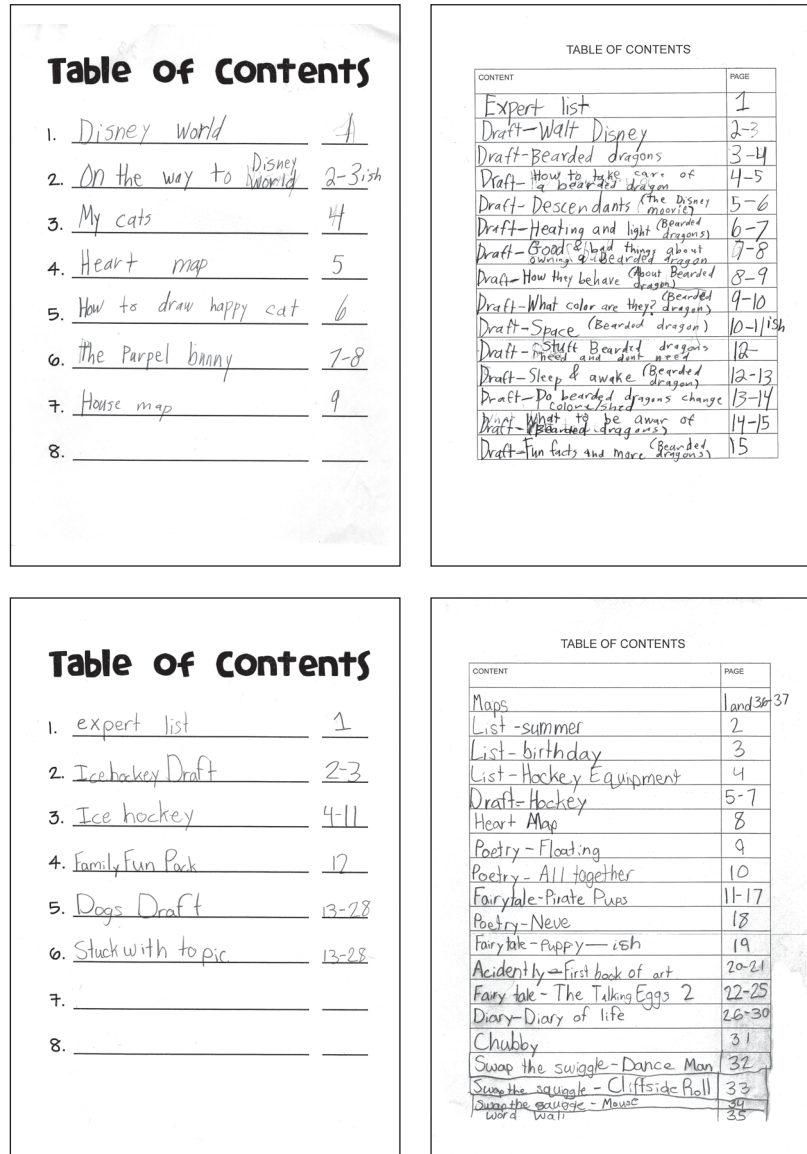 Table of Contents
1. Disney world 1
2. On the way to Disney World 2-3ish
3. My cats 4
4. Heart map 5
5. How to draw happy cat 6
6. The Purpel bunny 7-8
7. House map 9
8.
TABLE OF CONTENTS
CONTENT PAGE
Expert list 1
Draft-Walt Disney 2-3
Draft-Bearded dragons 3-4
Draft-How to take care of
a bearded dragon 4-5
Draft-Descendants (the Disney
moovie) 5-6
Draft-Heating and light (Bearded
dragons) 6-7
Draft-Good & bad things about
owning a Bearded dragon 7-8
Draft-How they behave (About Bearded
dragon) 8-9
Draft-What color are they? (Bearded
dragon) 9-10
Draft-Space (Bearded dragon) 10-11ish
Draft-Stuff Bearded dragons
need and dont need 12-
Draft-Sleep & awake (Bearded
dragon) 12-13
Draft-Do bearded dragons change
colore/shed 13-14
What to be awar of
Draft-(Bearded dragons) 14-15
Draft-Fun facts and more (Bearded
dragons) 15
Table of Contents
1. expert list 1
2. Icehockey Draft 2-3
3. Ice hockey 4-11
4. Family Fun Pack 12
5. Dogs Draft 13-28
6. Stuck with topic 13-28
7.
8.
TABLE OF CONTENTS
CONTENT PAGE
Maps 1 and 36-37
List-summer 2
List-birthday 3
List-Hockey Equipment 4
Draft-Hockey 5-7
Heart Map 8
Poetry-Floating 9
Poetry-All together 10
Fairytale-Pirate Pups 11-17
Poetry-Neve 18
Fairytale-Puppy-ish 19
Acidently-First book of art 20-21
Fairy tale-The Talking Eggs 2 22-25
Diary-Diary of life 26-30
Chubby 31
Swap the swiggle-Dance Man 32
Swap the squiggle-Cliffside Roll 33
Swap the squiggle-Mouse 34
word wall 35